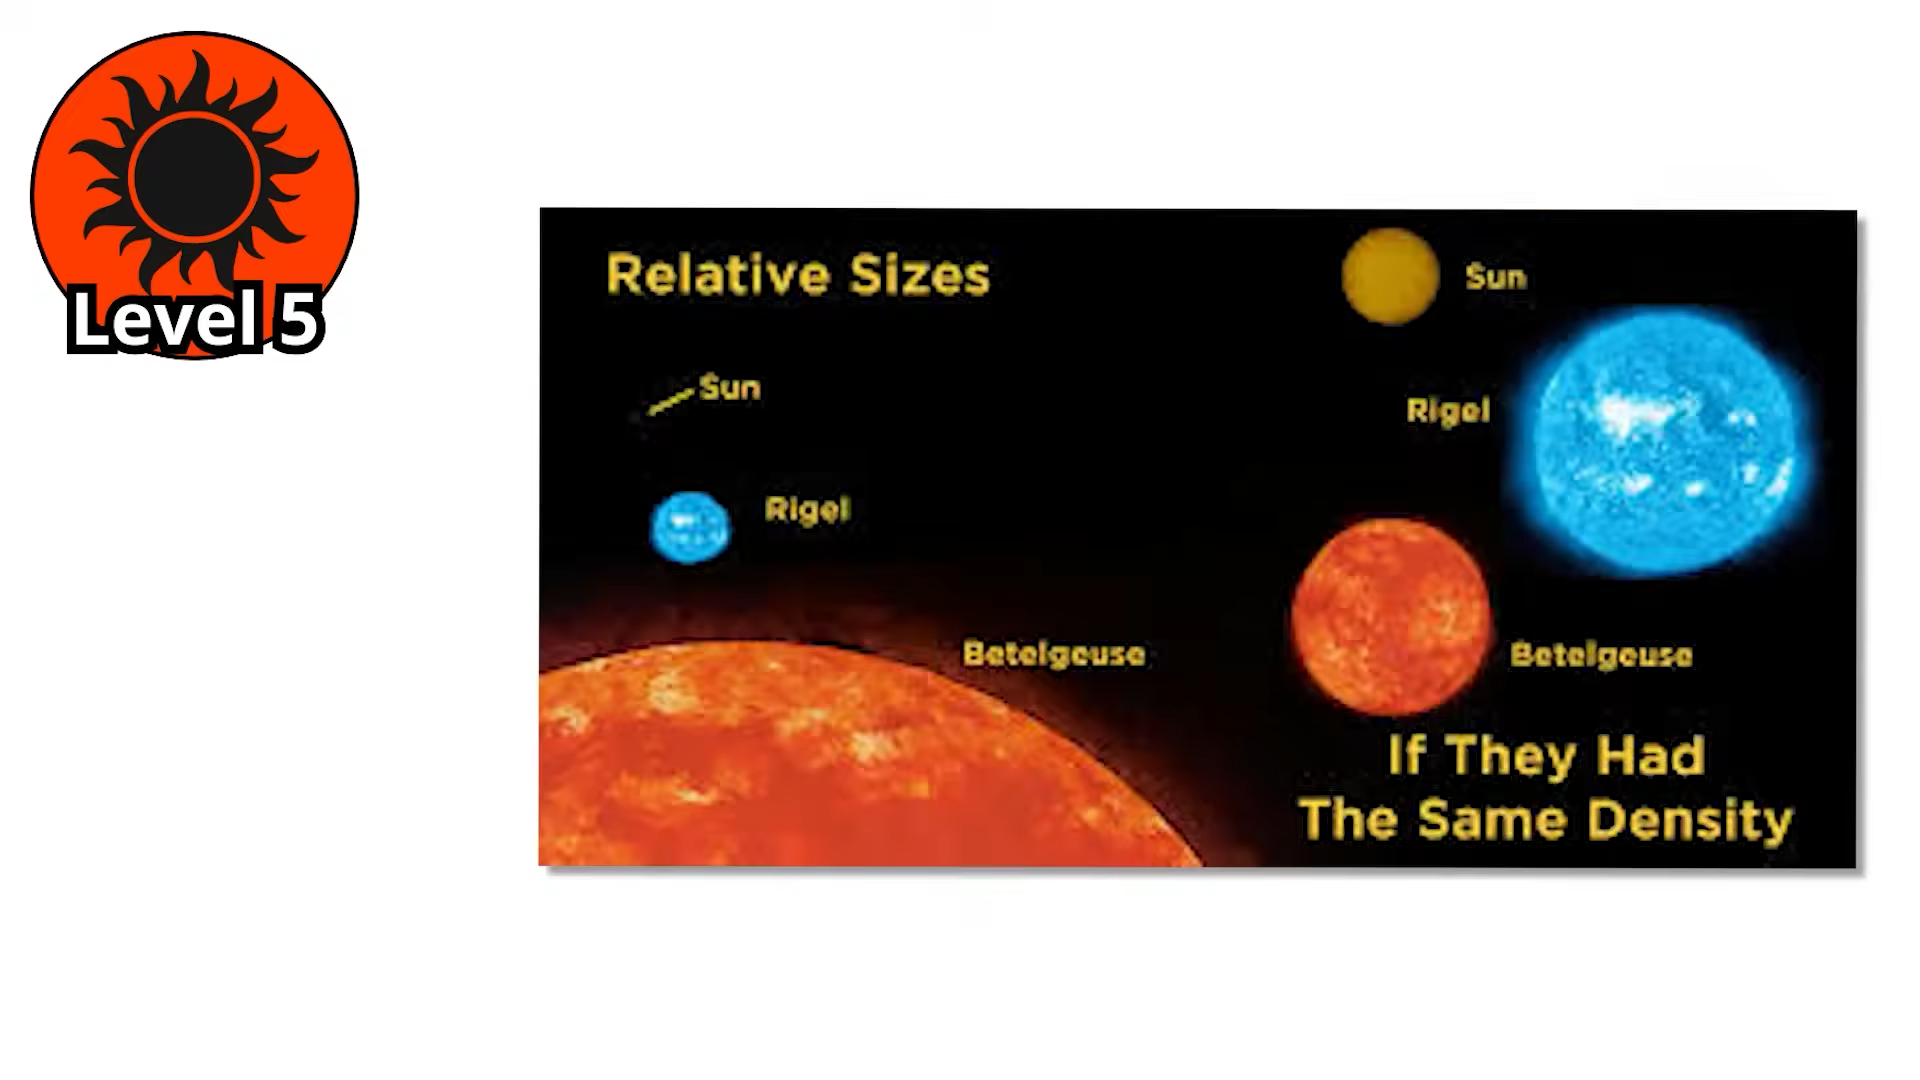 Level 5
Relative Sizes
Sun
Rigel
Betelgeuse
Sun
Rigel
Betelgeuse
If They Had
The Same Density